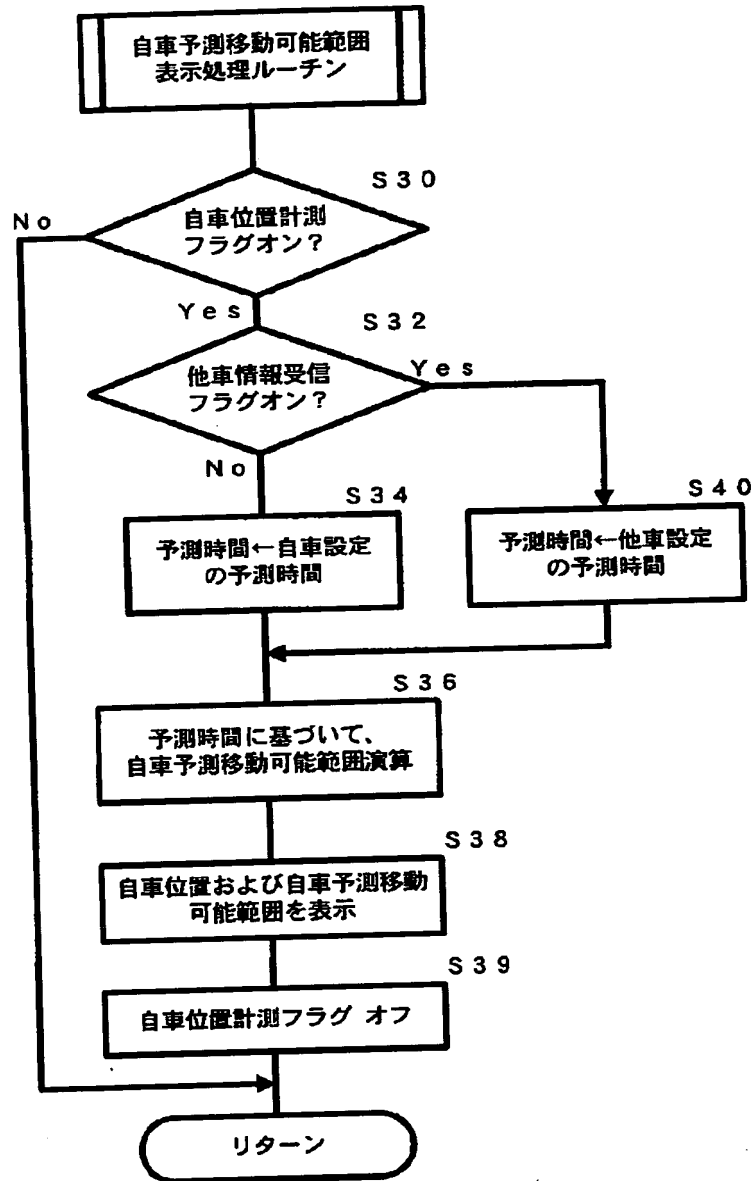 自車予測移動可能範囲
表示処理ルーチン
S30
No
自車位置計測
フラグオン？
Yes
S32
他車情報受信
フラグオン？
Yes
No
S34
S40
予測時間←自車設定
の予測時間
予測時間←他車設定
の予測時間
S36
予測時間に基づいて、
自車予測移動可能範囲演算
S38
自車位置および自車予測移動
可能範囲を表示
S39
自車位置計測フラグ オフ
リターン